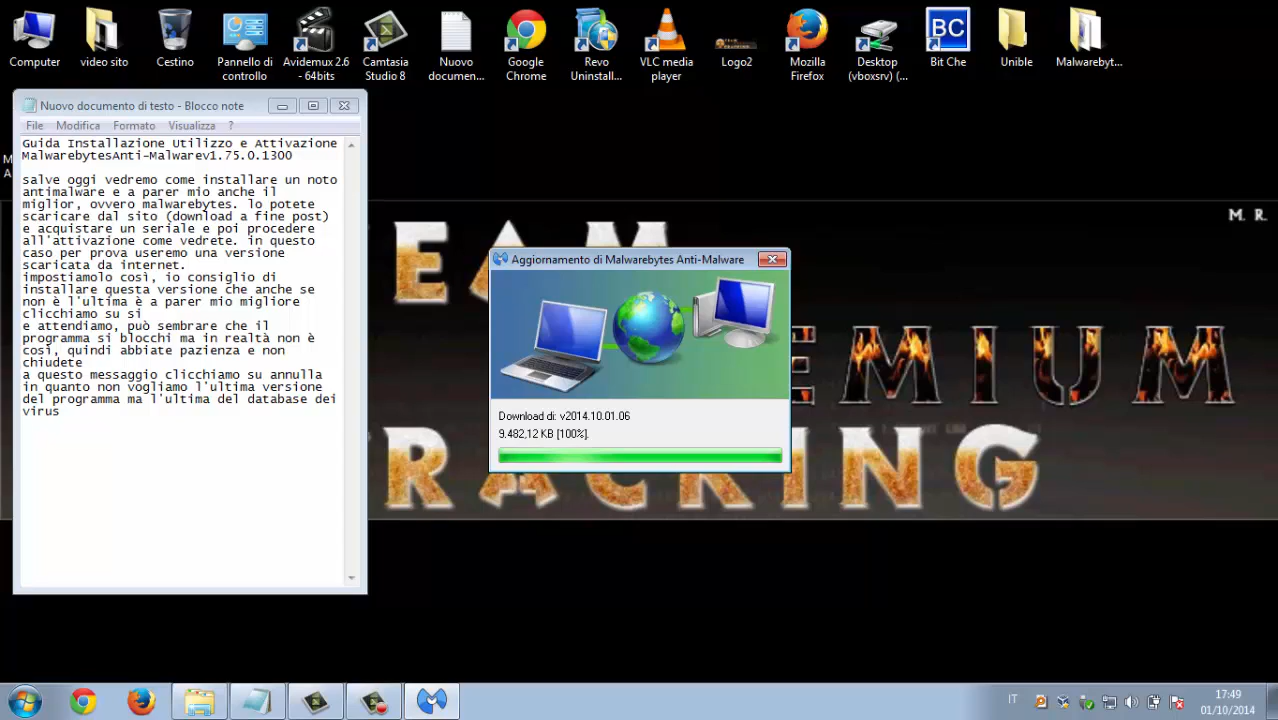 Computer
video sito
Cestino
Pannello di
controllo
Avidemux 2.6
- 64bits
Camtasia
Studio 8
Nuovo
documen...
Google
Chrome
Revo
Uninstall...
VLC media
player
Logo2
Mozilla
Firefox
Desktop
(vboxsrv) (...
BC
Bit Che
Unible
Malwarebyt...
Nuovo documento di testo - Blocco note
File Modifica Formato Visualizza ?
Guida Installazione Utilizzo e Attivazione
MalwarebytesAnti-Malwarev1.75.0.1300
salve oggi vedremo come installare un noto
antimalware e a parer mio anche il
miglior, ovvero malwarebytes. lo potete
scaricare dal sito (download a fine post)
e acquistare un seriale e poi procedere
all'attivazione come vedrete. in questo
caso per prova useremo una versione
scaricata da internet.
impostiamolo così, io consiglio di
installare questa versione che anche se
non è l'ultima è a parer mio migliore
clicchiamo su si
e attendiamo, può sembrare che il
programma si blocchi ma in realtà non è
così, quindi abbiate pazienza e non
chiudete
a questo messaggio clicchiamo su annulla
in quanto non vogliamo l'ultima versione
del programma ma l'ultima del database dei
virus
M. R.
Aggiornamento di Malwarebytes Anti-Malware
Download di: v2014.10.01.06
9.482,12 KB [100%].
IT
17:49
01/10/2014